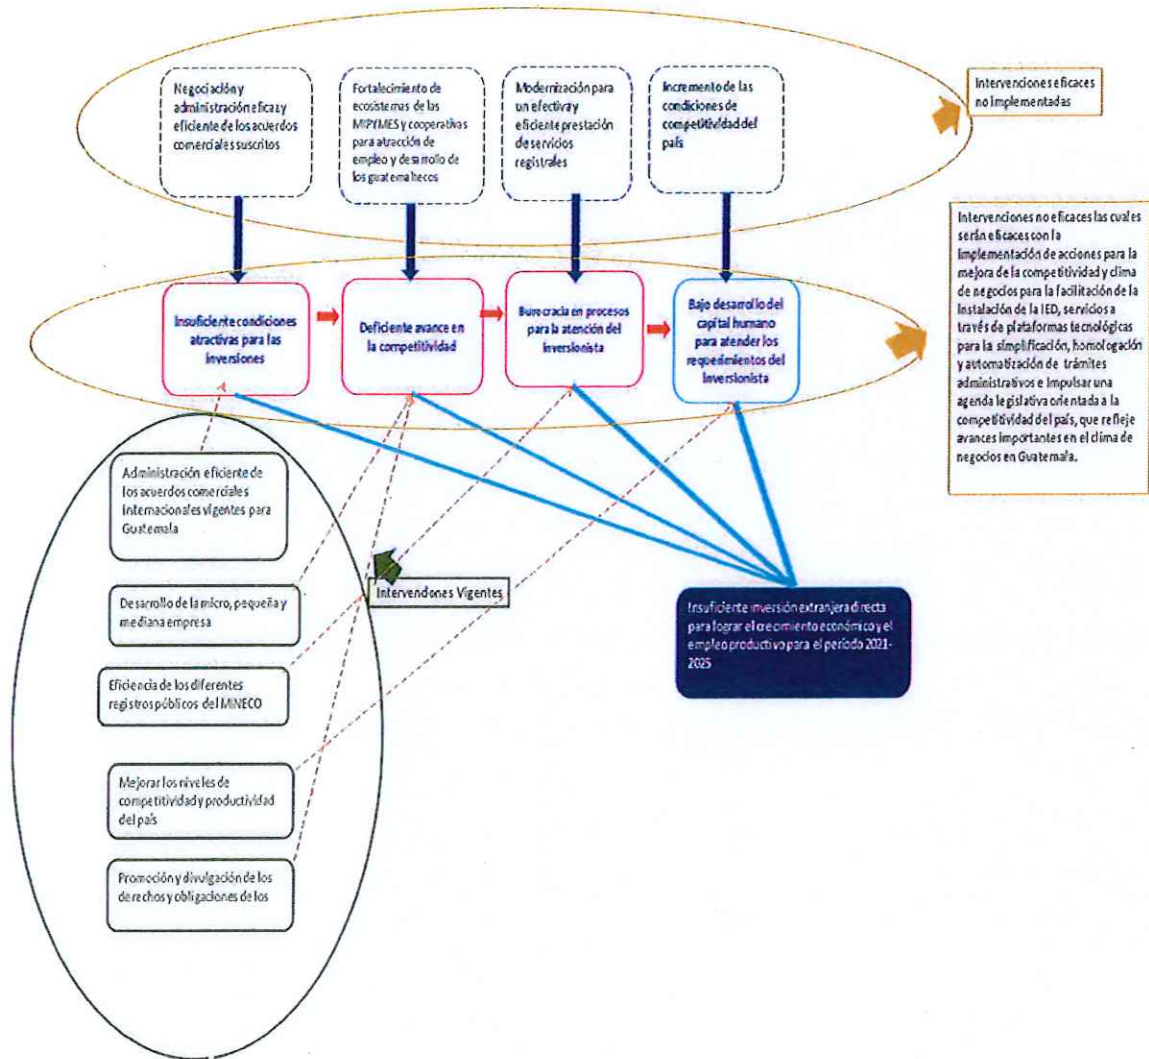 Negociación y
administración eficaz y
eficiente de los acuerdos
comerciales suscritos
Fortalecimiento de
ecosistemas de las
MIPYMES y cooperativas
para atracción de
empleo y desarrollo de
los guatemaltecos
Modernización para
un efectiva y
eficiente prestación
de servicios
registrales
Incremento de las
condiciones de
competitividad del
país
Intervenciones eficaces
no implementadas
Insuficiente condiciones
atractivas para las
inversiones
Deficiente avance en
la competitividad
Burocracia en procesos
para la atención del
inversionista
Bajo desarrollo del
capital humano
para atender los
requerimientos del
Inversionista
Intervenciones no eficaces las cuales
serán eficaces con la
Implementación de acciones para la
mejora de la competitividad y clima
de negocios para la facilitación de la
Instalación de la IED, servicios a
través de plataformas tecnológicas
para la simplificación, homologación
y automatización de trámites
administrativos e Impulsar una
agenda legislativa orientada a la
competitividad del país, que refleje
avances importantes en el clima de
negocios en Guatemala.
Administración eficiente de
los acuerdos comerciales
Internacionales vigentes para
Guatemala
Desarrollo de la micro, pequeña y
mediana empresa
Eficiencia de los diferentes
registros públicos del MINECO
Mejorar los niveles de
competitividad y productividad
del país
Promoción y divulgación de los
derechos y obligaciones de los
Intervenciones Vigentes
Insuficiente inversión extranjera directa
para lograr el crecimiento económico y el
empleo productivo para el período 2021-
2025